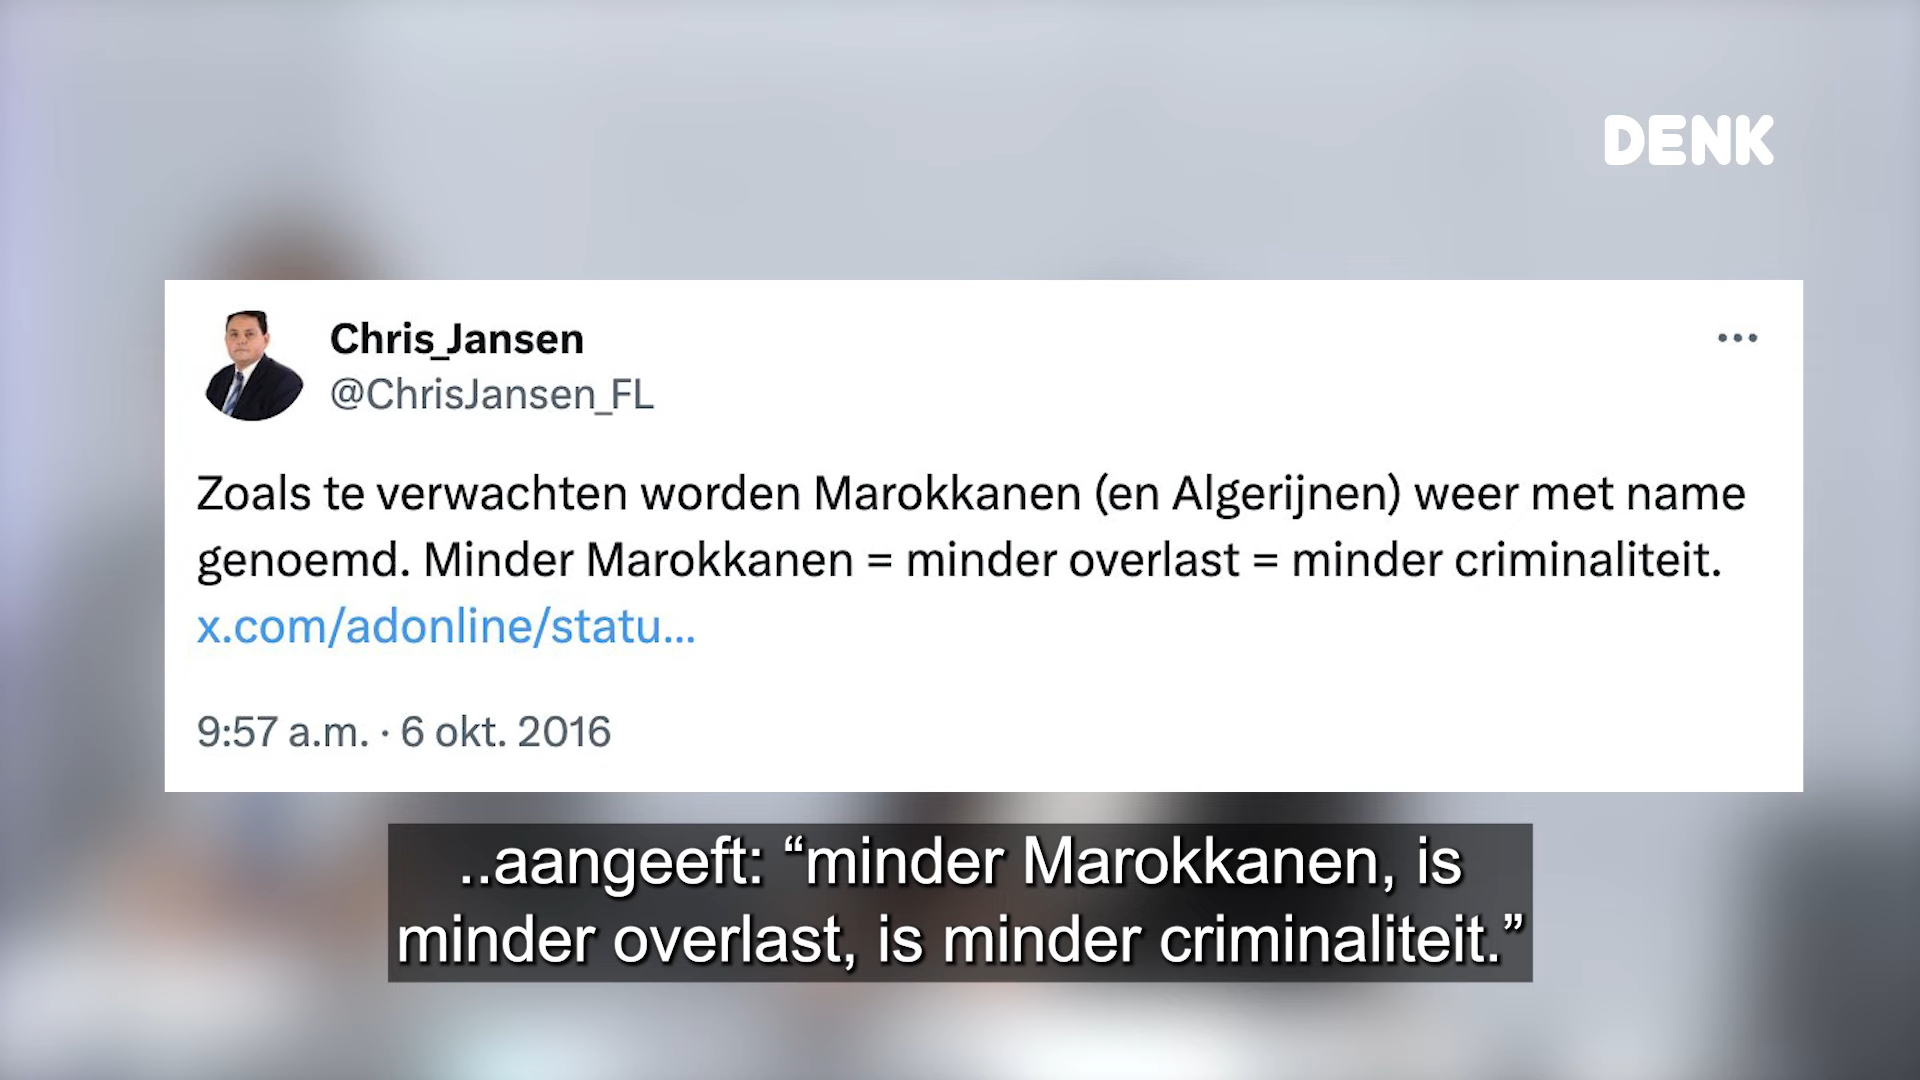 DENK
Chris_Jansen
@ChrisJansen_FL
Zoals te verwachten worden Marokkanen (en Algerijnen) weer met name
genoemd. Minder Marokkanen = minder overlast = minder criminaliteit.
x.com/adonline/statu...
9:57 a.m. · 6 okt. 2016
..aangeeft: “minder Marokkanen, is
minder overlast, is minder criminaliteit.”